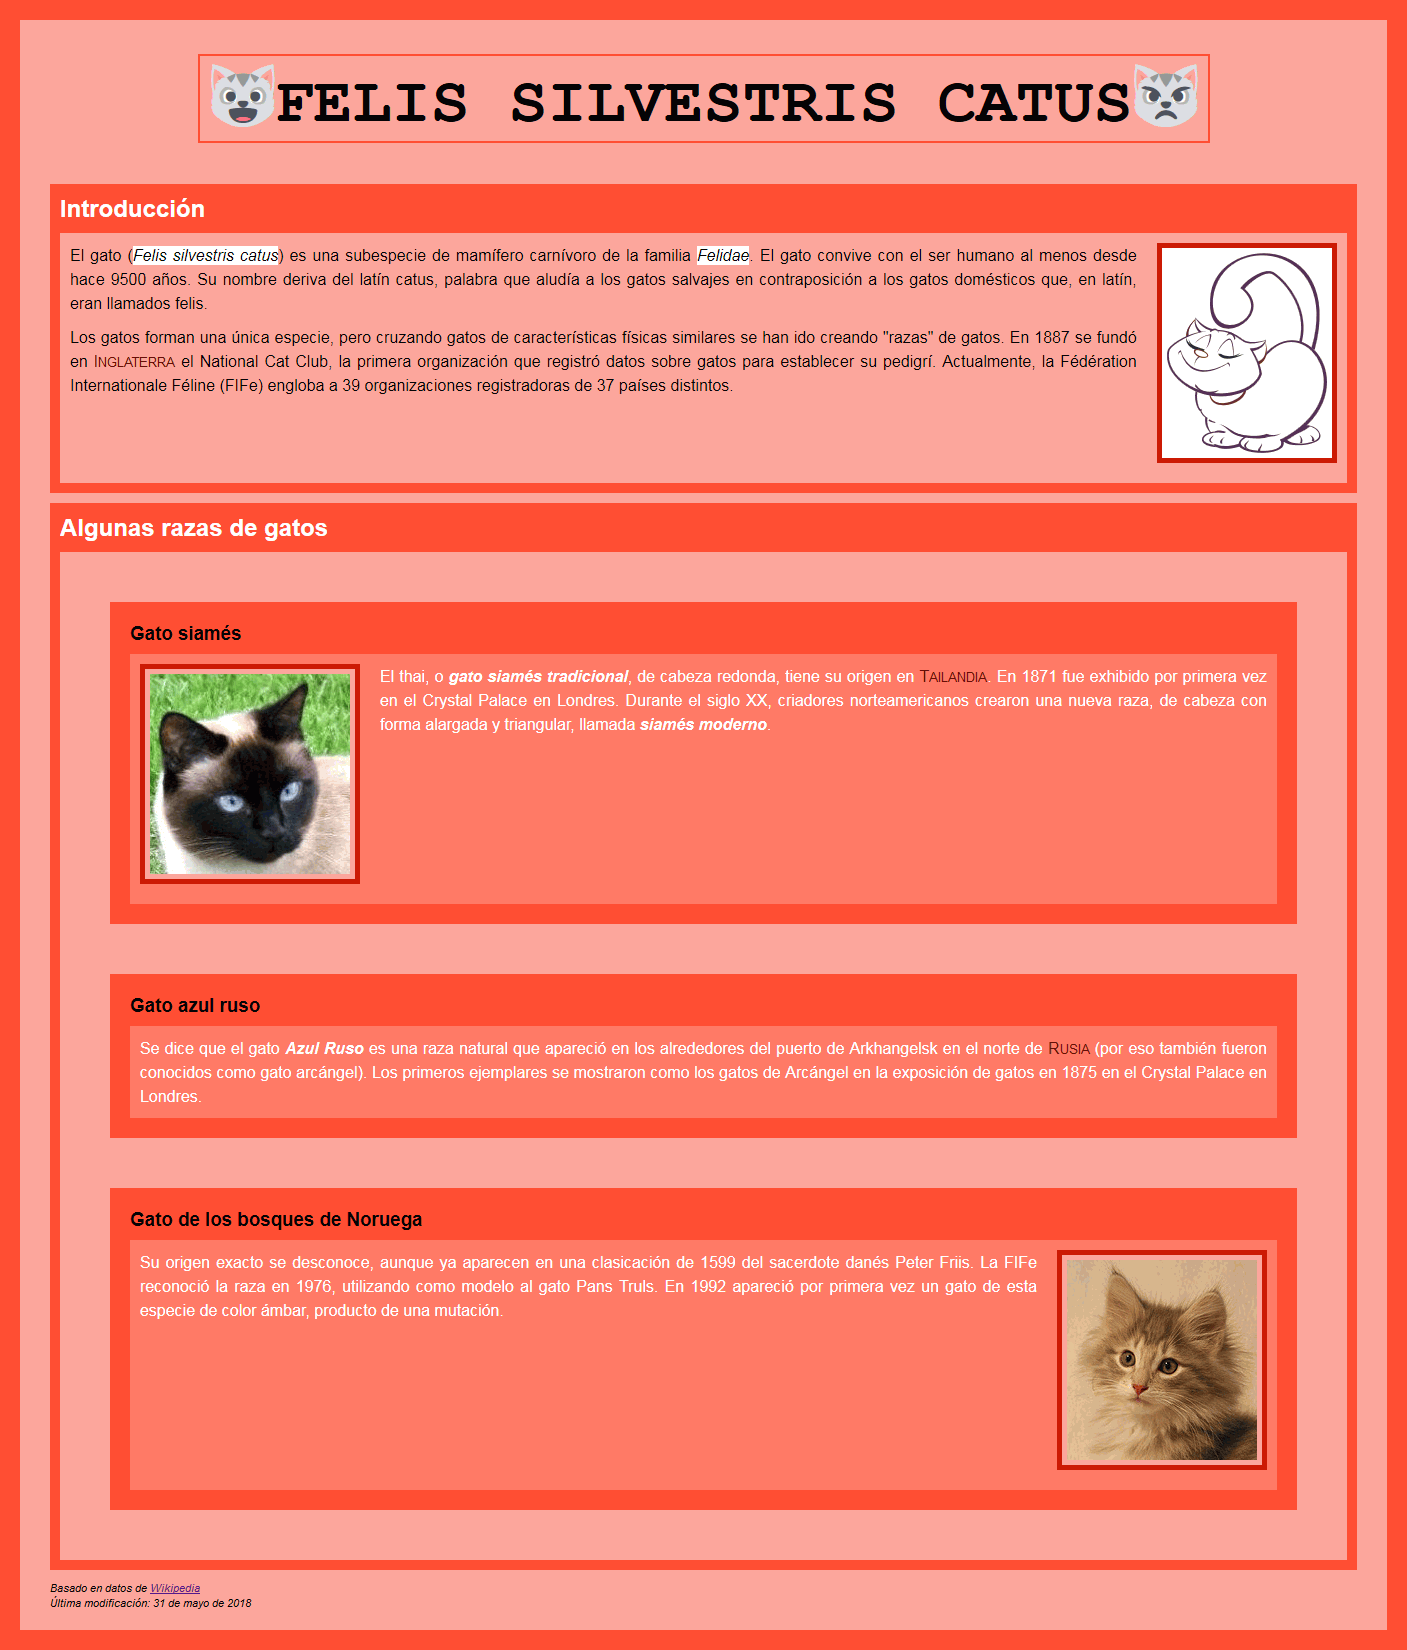 FELIS SILVESTRIS CATUS
Introducción
El gato (Felis silvestris catus) es una subespecie de mamífero carnívoro de la familia Felidae. El gato convive con el ser humano al menos desde
hace 9500 años. Su nombre deriva del latín catus, palabra que aludía a los gatos salvajes en contraposición a los gatos domésticos que, en latín,
eran llamados felis.
Los gatos forman una única especie, pero cruzando gatos de características físicas similares se han ido creando "razas" de gatos. En 1887 se fundó
en INGLATERRA el National Cat Club, la primera organización que registró datos sobre gatos para establecer su pedigrí. Actualmente, la Fédération
Internationale Féline (FIFe) engloba a 39 organizaciones registradoras de 37 países distintos.
Algunas razas de gatos
Gato siamés
El thai, o gato siamés tradicional, de cabeza redonda, tiene su origen en TAILANDIA. En 1871 fue exhibido por primera vez
en el Crystal Palace en Londres. Durante el siglo XX, criadores norteamericanos crearon una nueva raza, de cabeza con
forma alargada y triangular, llamada siamés moderno.
Gato azul ruso
Se dice que el gato Azul Ruso es una raza natural que apareció en los alrededores del puerto de Arkhangelsk en el norte de RUSIA (por eso también fueron
conocidos como gato arcángel). Los primeros ejemplares se mostraron como los gatos de Arcángel en la exposición de gatos en 1875 en el Crystal Palace en
Londres.
Gato de los bosques de Noruega
Su origen exacto se desconoce, aunque ya aparecen en una clasicación de 1599 del sacerdote danés Peter Friis. La FIFe
reconoció la raza en 1976, utilizando como modelo al gato Pans Truls. En 1992 apareció por primera vez un gato de esta
especie de color ámbar, producto de una mutación.
Basado en datos de Wikipedia
Última modificación: 31 de mayo de 2018